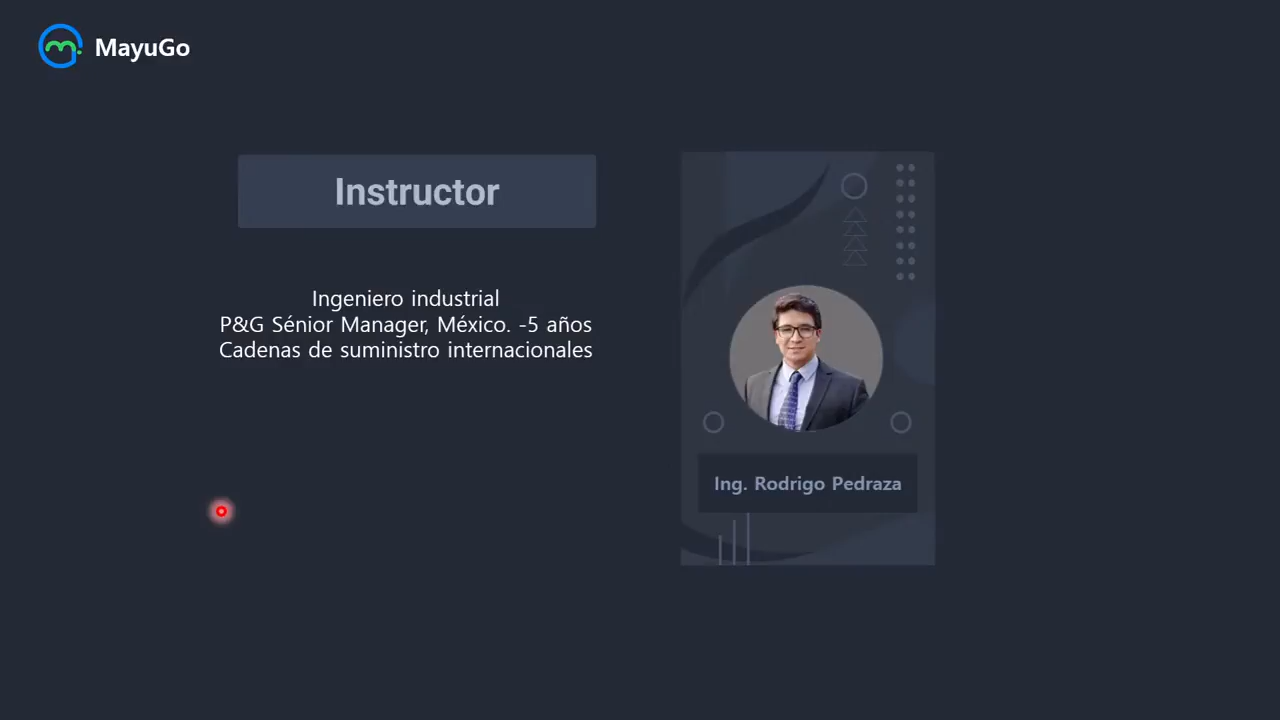 MayuGo
Instructor
Ingeniero industrial
P&G Sénior Manager, México. -5 años
Cadenas de suministro internacionales
Ing. Rodrigo Pedraza